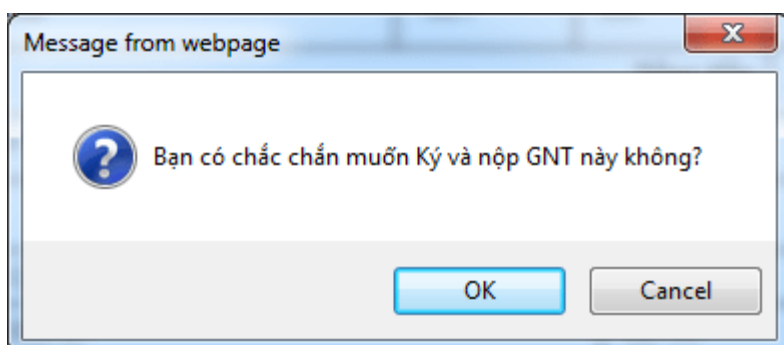 Message from webpage
Bạn có chắc chắn muốn Ký và nộp GNT này không?
OK
Cancel